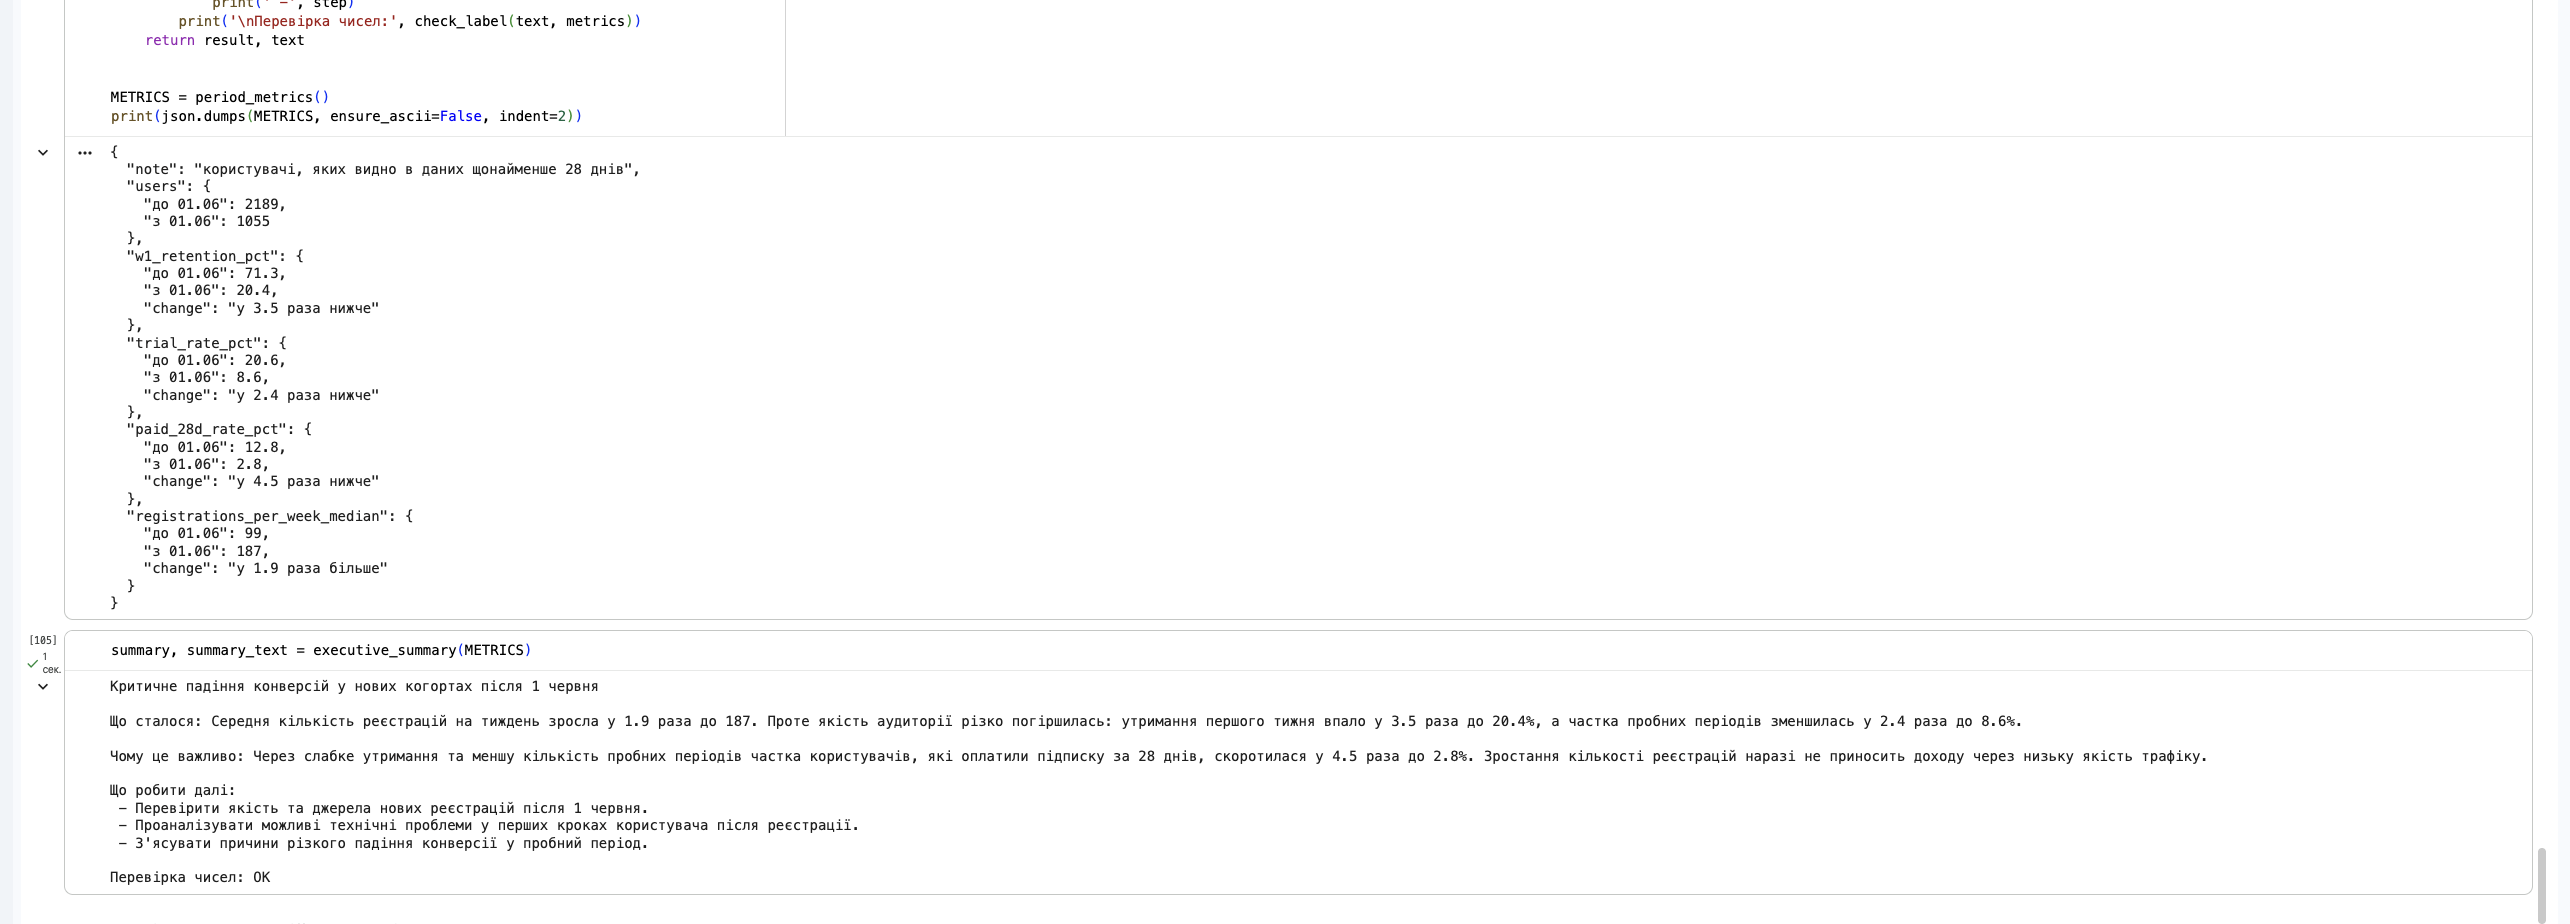 print(' –', step)
print('\nПеревірка чисел:', check_label(text, metrics))
return result, text
METRICS = period_metrics()
print(json.dumps(METRICS, ensure_ascii=False, indent=2))
{
"note": "користувачі, яких видно в даних щонайменше 28 днів",
"users": {
"до 01.06": 2189,
"з 01.06": 1055
},
"w1_retention_pct": {
"до 01.06": 71.3,
"з 01.06": 20.4,
"change": "у 3.5 раза нижче"
},
"trial_rate_pct": {
"до 01.06": 20.6,
"з 01.06": 8.6,
"change": "у 2.4 раза нижче"
},
"paid_28d_rate_pct": {
"до 01.06": 12.8,
"з 01.06": 2.8,
"change": "у 4.5 раза нижче"
},
"registrations_per_week_median": {
"до 01.06": 99,
"з 01.06": 187,
"change": "у 1.9 раза більше"
}
}
[105]
1
сек.
summary, summary_text = executive_summary(METRICS)
Критичне падіння конверсій у нових когортах після 1 червня
Що сталося: Середня кількість реєстрацій на тиждень зросла у 1.9 раза до 187. Проте якість аудиторії різко погіршилась: утримання першого тижня впало у 3.5 раза до 20.4%, а частка пробних періодів зменшилась у 2.4 раза до 8.6%.
Чому це важливо: Через слабке утримання та меншу кількість пробних періодів частка користувачів, які оплатили підписку за 28 днів, скоротилася у 4.5 раза до 2.8%. Зростання кількості реєстрацій наразі не приносить доходу через низьку якість трафіку.
Що робити далі:
– Перевірити якість та джерела нових реєстрацій після 1 червня.
– Проаналізувати можливі технічні проблеми у перших кроках користувача після реєстрації.
– З'ясувати причини різкого падіння конверсії у пробний період.
Перевірка чисел: OK